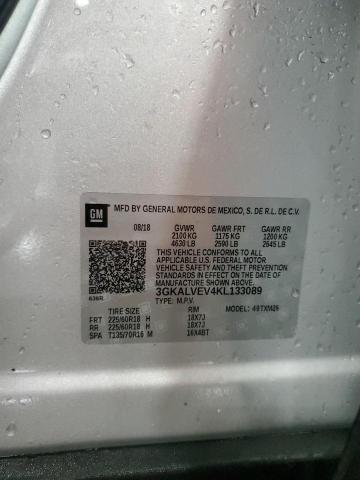 GM
MFD BY GENERAL MOTORS DE MEXICO, S. DE R.L. DE C.V.
08/18 GVWR GAWR FRT GAWR RR
2100 KG 1175 KG 1200 KG
4630 LB 2590 LB 2645 LB
THIS VEHICLE CONFORMS TO ALL
APPLICABLE U.S. FEDERAL MOTOR
VEHICLE SAFETY AND THEFT PREVENTION
STANDARDS IN EFFECT ON THE DATE OF
MANUFACTURE SHOWN ABOVE.
3GKALVEV4KL133089
TYPE: M.P.V.
TIRE SIZE RIM MODEL:
FRT 225/60R18 H 18X7J
RR 225/60R18 H 18X7J
SPA T135/70R16 M 16X4BT